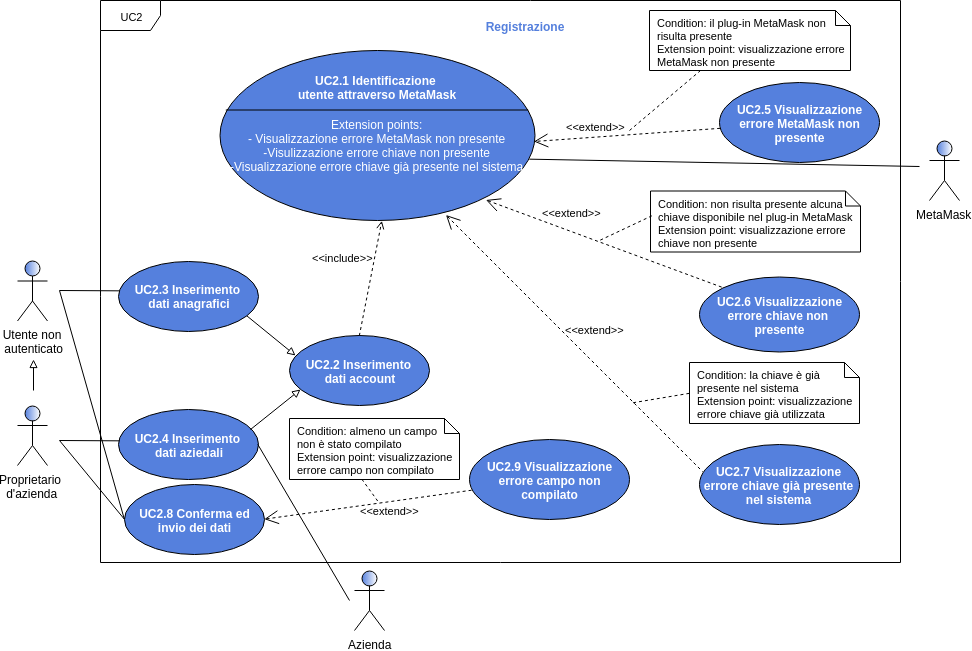 UC2
Registrazione
Condition: il plug-in MetaMask non
risulta presente
Extension point: visualizzazione errore
MetaMask non presente
UC2.1 Identificazione
utente attraverso MetaMask
Extension points:
- Visualizzazione errore MetaMask non presente
-Visulizzazione errore chiave non presente
-Visualizzazione errore chiave già presente nel sistema
<<extend>>
UC2.5 Visualizzazione
errore MetaMask non
presente
MetaMask
<<extend>>
Condition: non risulta presente alcuna
chiave disponibile nel plug-in MetaMask
Extension point: visualizzazione errore
chiave non presente
<<include>>
UC2.3 Inserimento
dati anagrafici
Utente non
autenticato
UC2.6 Visualizzazione
errore chiave non
presente
<<extend>>
UC2.2 Inserimento
dati account
Condition: la chiave è già
presente nel sistema
Extension point: visualizzazione
errore chiave già utilizzata
UC2.4 Inserimento
dati aziedali
Condition: almeno un campo
non è stato compilato
Extension point: visualizzazione
errore campo non compilato
Proprietario
d'azienda
UC2.9 Visualizzazione
errore campo non
compilato
UC2.7 Visualizzazione
errore chiave già presente
nel sistema
UC2.8 Conferma ed
invio dei dati
<<extend>>
Azienda